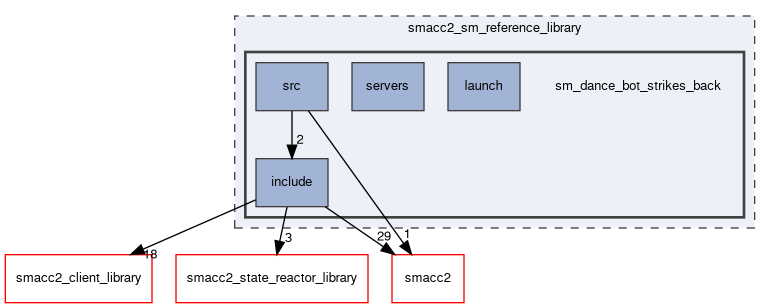 smacc2_sm_reference_library
src
servers
launch
sm_dance_bot_strikes_back
2
include
18
3
29
1
smacc2_client_library
smacc2_state_reactor_library
smacc2